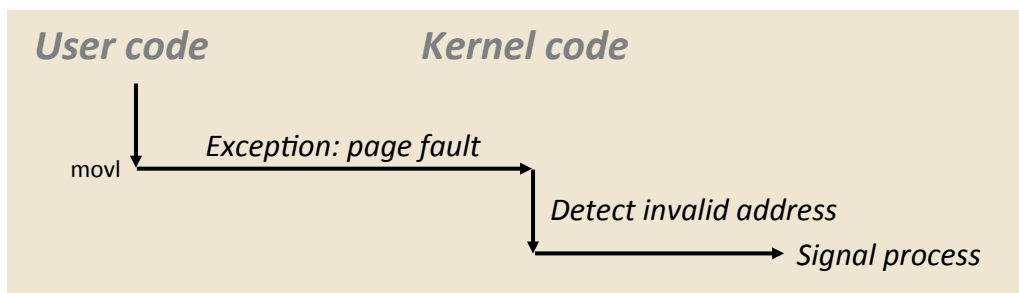 User code
Kernel code
Exception: page fault
movl
Detect invalid address
Signal process